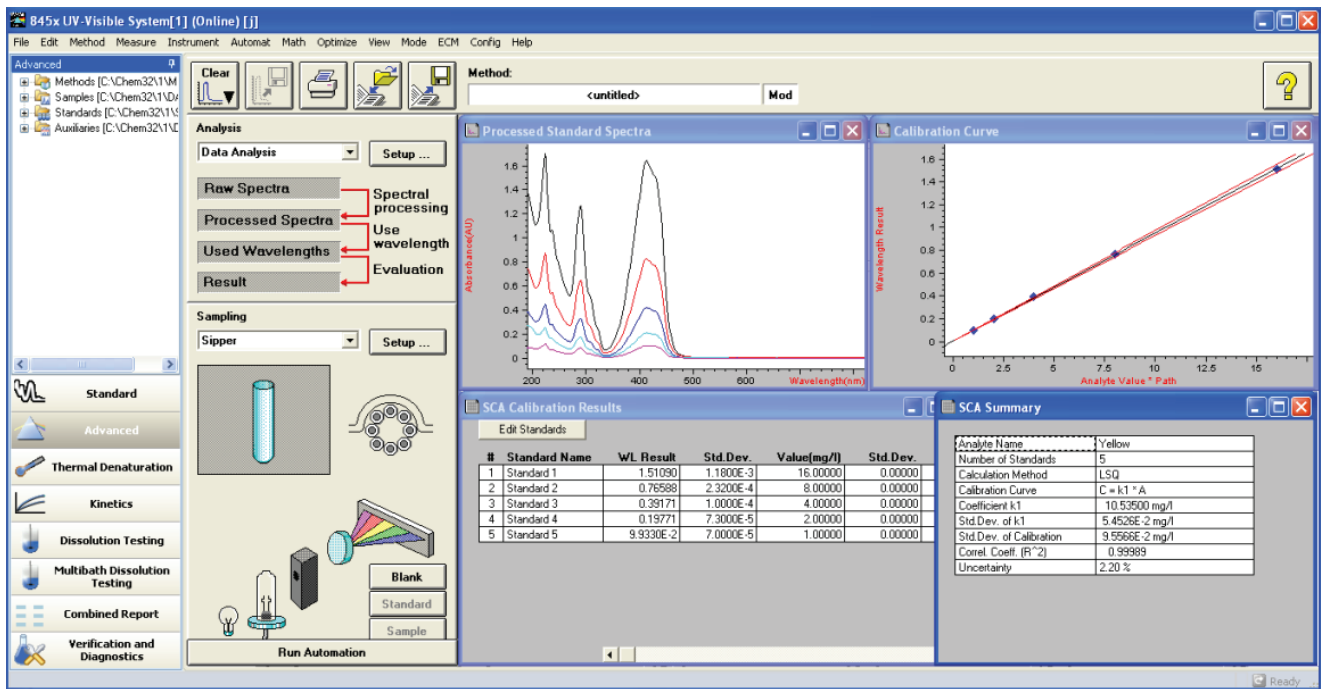 845x UV-Visible System[1] (Online) [j]
File Edit Method Measure Instrument Automat Math Optimize View Mode ECM Config Help
Advanced
Methods [C:\Chem32\1\M
Samples [C:\Chem32\1\DA
Standards [C:\Chem32\1\S
Auxiliaries [C:\Chem32\1\D
Standard
Advanced
Thermal Denaturation
Kinetics
Dissolution Testing
Multibath Dissolution
Testing
Combined Report
Verification and
Diagnostics
Clear
Method:
<untitled>
Mod
Analysis
Data Analysis
Setup ...
Raw Spectra
Spectral
processing
Processed Spectra
Use
wavelength
Used Wavelengths
Evaluation
Result
Sampling
Sipper
Setup ...
Blank
Standard
Sample
Run Automation
Processed Standard Spectra
Absorbance(AU)
1.6
1.4
1.2
1
0.8
0.6
0.4
0.2
0
200 300 400 500 600 Wavelength(nm)
Calibration Curve
Wavelength Result
1.6
1.4
1.2
1
0.8
0.6
0.4
0.2
0
0 2.5 5 7.5 10 12.5 15
Analyte Value * Path
SCA Calibration Results
Edit Standards
# Standard Name WL Result Std.Dev. Value(mg/l) Std.Dev.
1 Standard 1 1.51090 1.1800E-3 16.00000 0.00000
2 Standard 2 0.76588 2.3200E-4 8.00000 0.00000
3 Standard 3 0.39171 1.0000E-4 4.00000 0.00000
4 Standard 4 0.19771 7.3000E-5 2.00000 0.00000
5 Standard 5 9.9330E-2 7.0000E-5 1.00000 0.00000
SCA Summary
Analyte Name Yellow
Number of Standards 5
Calculation Method LSQ
Calibration Curve C = k1 * A
Coefficient k1 10.53500 mg/l
Std.Dev. of k1 5.4526E-2 mg/l
Std.Dev. of Calibration 9.5566E-2 mg/l
Correl. Coeff. (R^2) 0.99989
Uncertainty 2.20 %
Ready